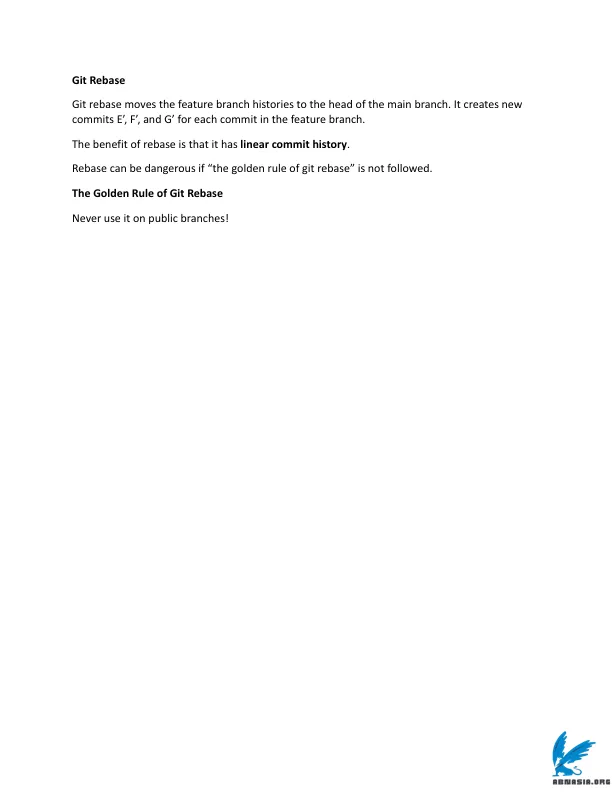 Git Rebase
Git rebase moves the feature branch histories to the head of the main branch. It creates new
commits E’, F’, and G’ for each commit in the feature branch.
The benefit of rebase is that it has linear commit history.
Rebase can be dangerous if “the golden rule of git rebase” is not followed.
The Golden Rule of Git Rebase
Never use it on public branches!
ABNASIA.ORG